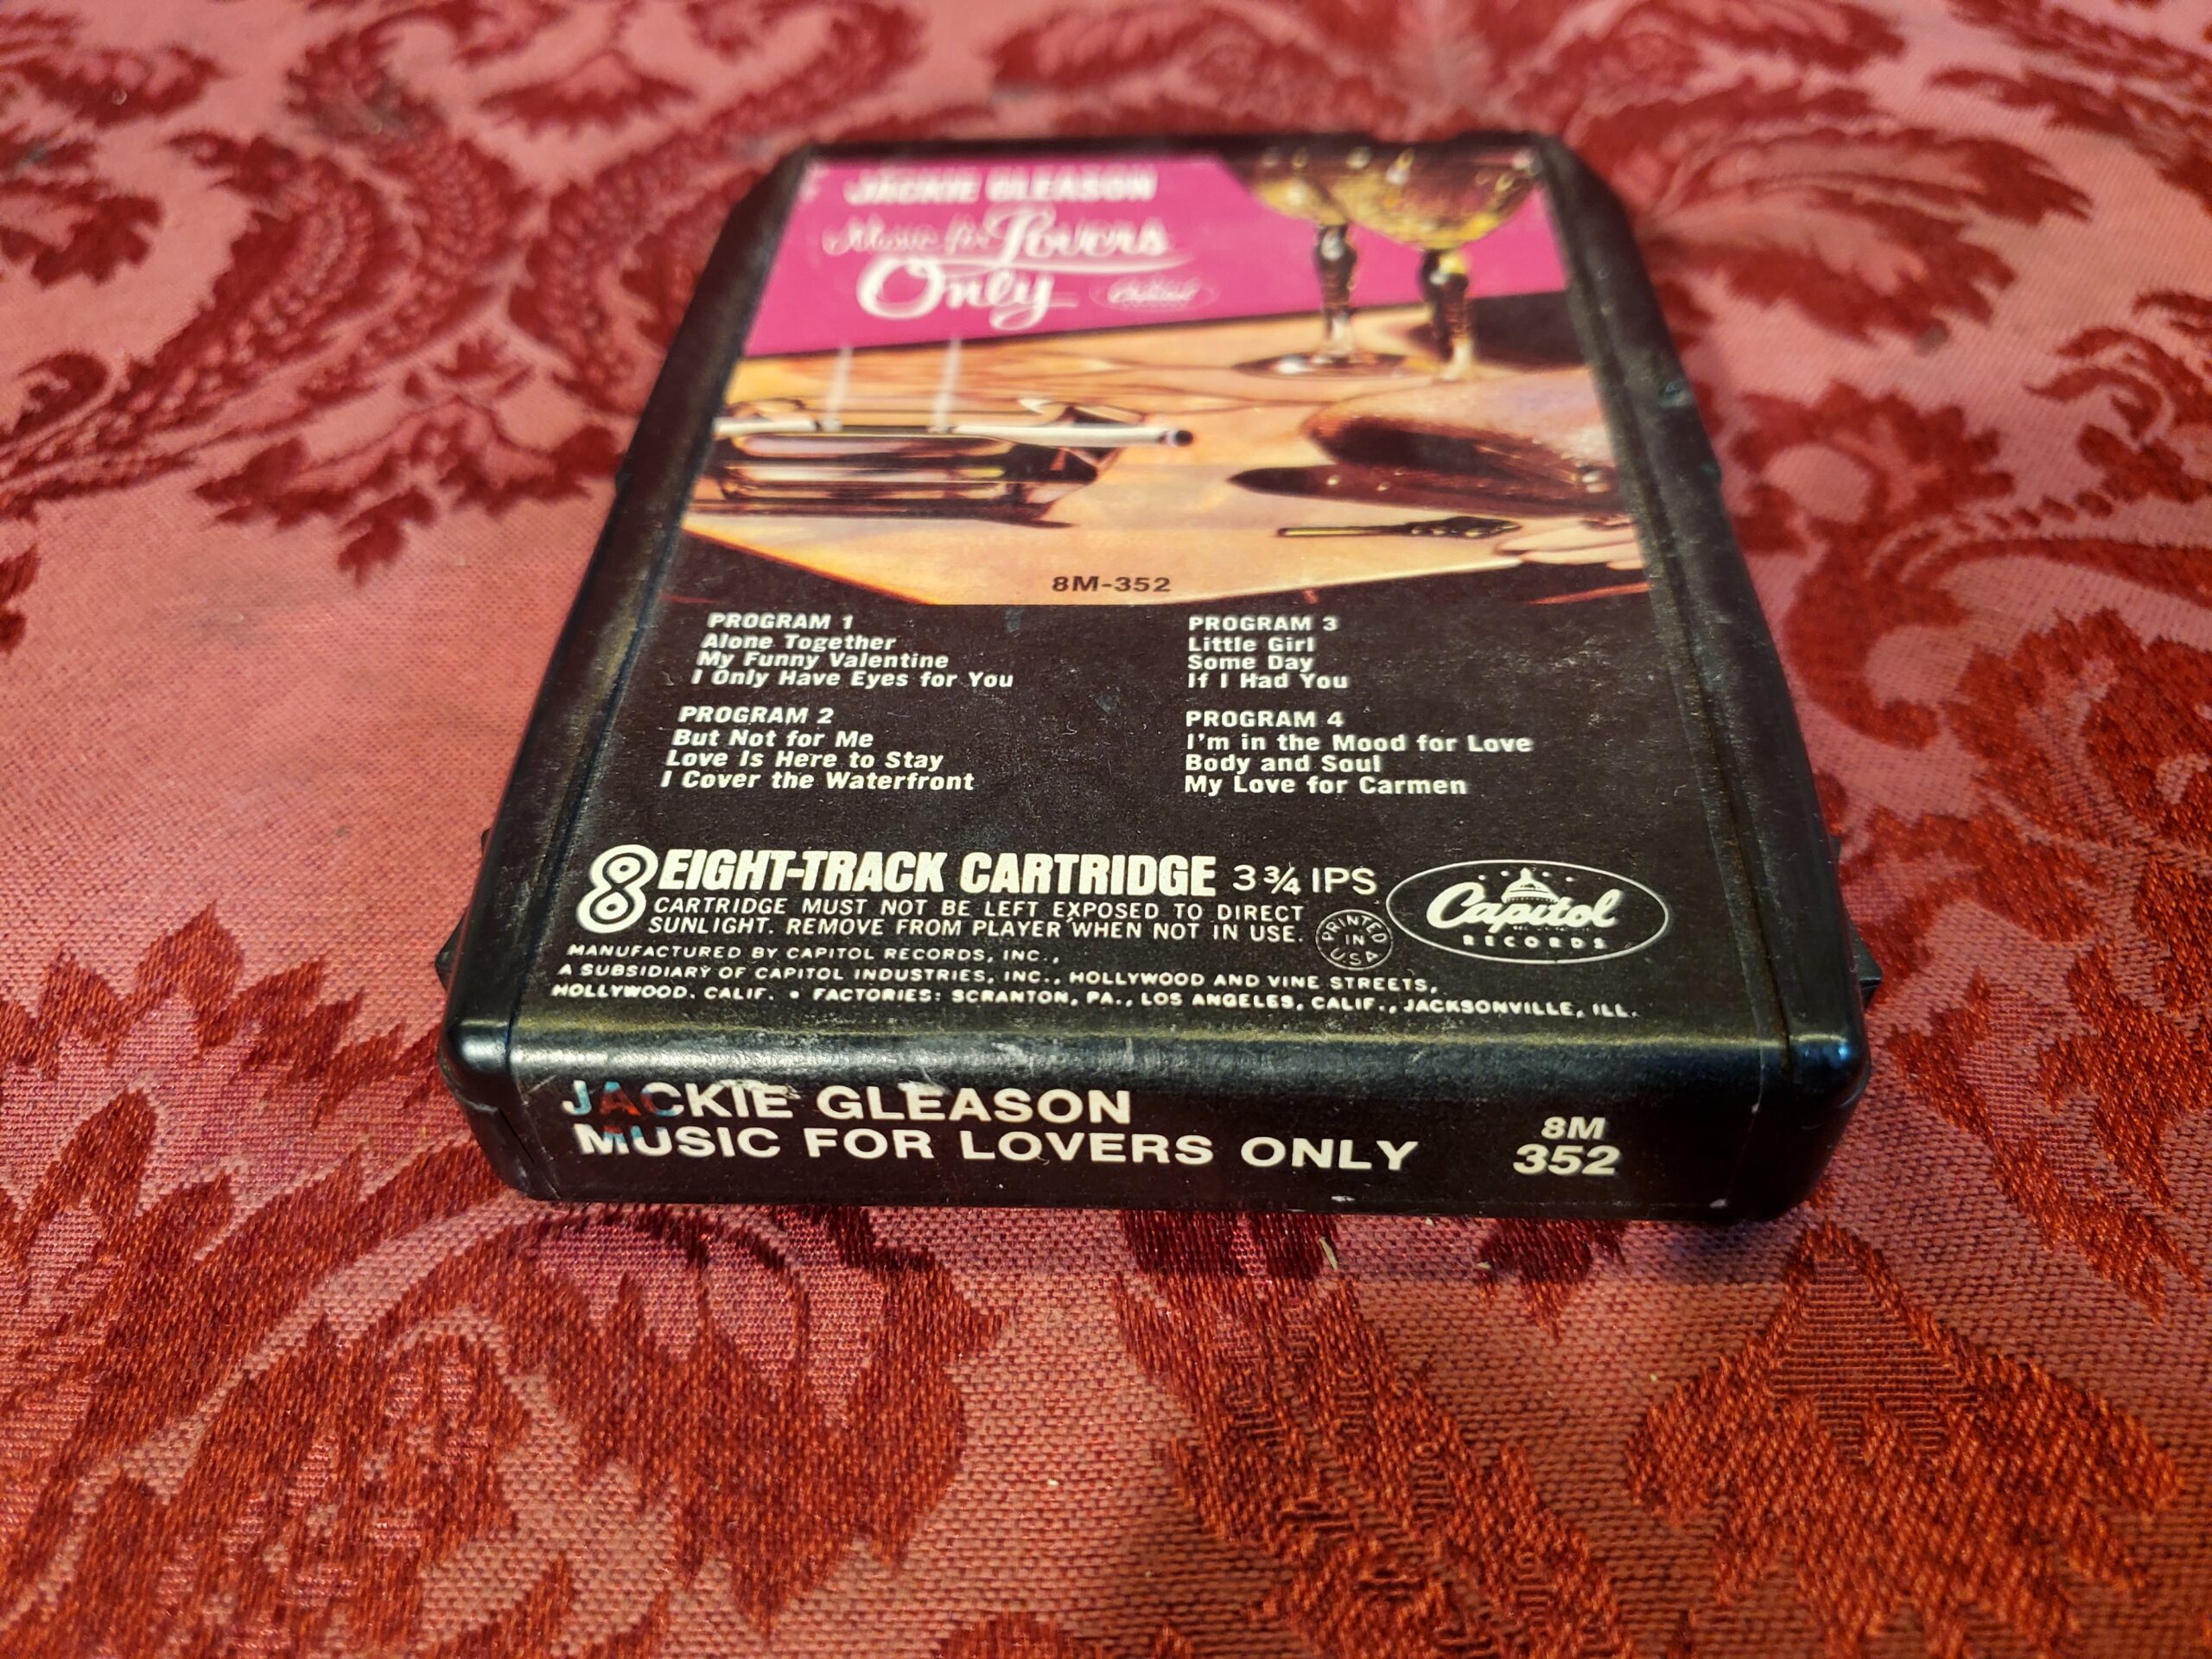 JACKIE GLEASON
Music for Lovers
Only
Capitol
8M-352
PROGRAM 1
Alone Together
My Funny Valentine
I Only Have Eyes for You
PROGRAM 2
But Not for Me
Love Is Here to Stay
I Cover the Waterfront
PROGRAM 3
Little Girl
Some Day
If I Had You
PROGRAM 4
I'm in the Mood for Love
Body and Soul
My Love for Carmen
8 EIGHT-TRACK CARTRIDGE 3 ¾ IPS
CARTRIDGE MUST NOT BE LEFT EXPOSED TO DIRECT
SUNLIGHT. REMOVE FROM PLAYER WHEN NOT IN USE.
PRINTED
IN
USA
Capitol
RECORDS
MANUFACTURED BY CAPITOL RECORDS, INC.,
A SUBSIDIARY OF CAPITOL INDUSTRIES, INC., HOLLYWOOD AND VINE STREETS,
HOLLYWOOD. CALIF. • FACTORIES: SCRANTON, PA., LOS ANGELES, CALIF., JACKSONVILLE, ILL.
JACKIE GLEASON
MUSIC FOR LOVERS ONLY
8M
352